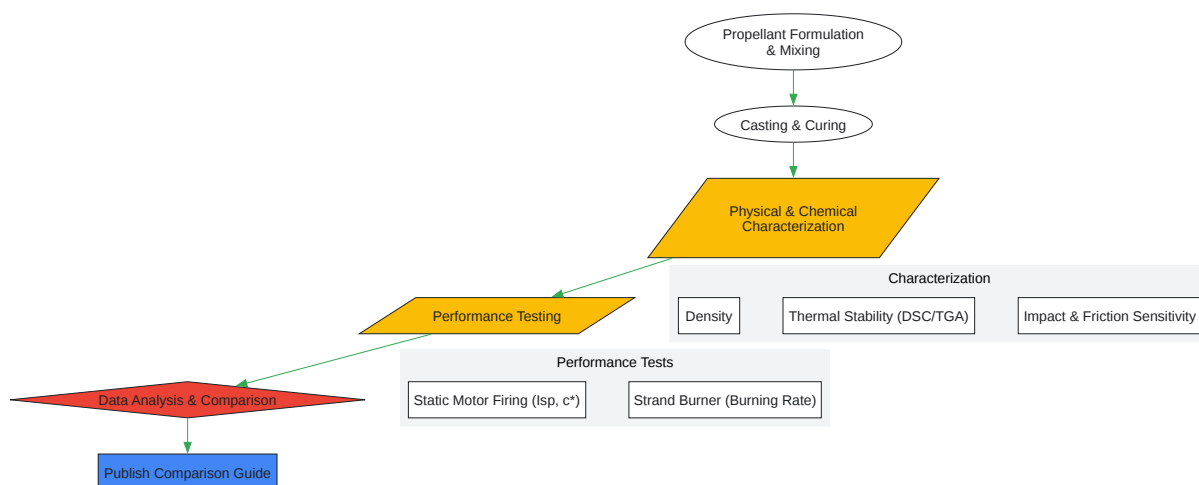 Propellant Formulation
& Mixing
Casting & Curing
Physical & Chemical
Characterization
Characterization
Density
Thermal Stability (DSC/TGA)
Impact & Friction Sensitivity
Performance Testing
Performance Tests
Static Motor Firing (Isp, c*)
Strand Burner (Burning Rate)
Data Analysis & Comparison
Publish Comparison Guide